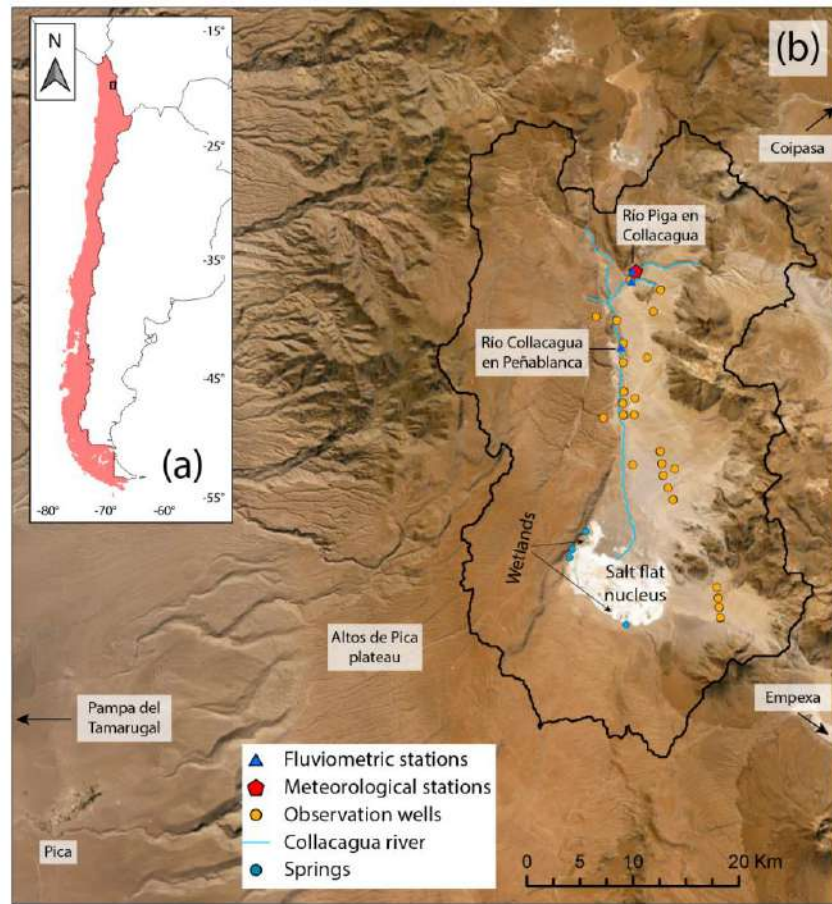 N
(a)
-15°
-25°
-35°
-45°
-55°
-80°
-70°
-60°
(b)
Coipasa
Río Piga en
Collacagua
Río Collacagua
en Peñablanca
Wetlands
Salt flat
nucleus
Altos de Pica
plateau
Pampa del
Tamarugal
Empexa
Pica
Fluviometric stations
Meteorological stations
Observation wells
Collacagua river
Springs
0 10 20 Km